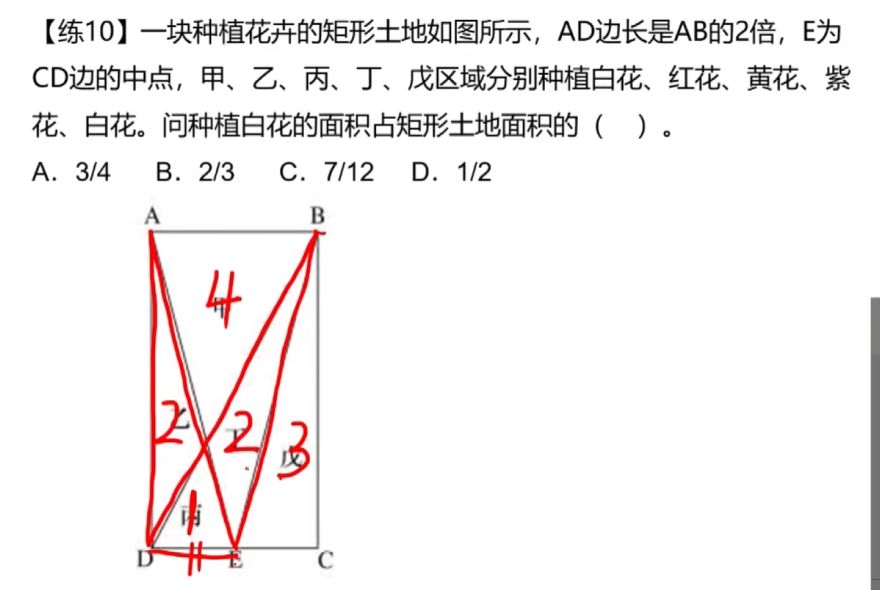 【练10】一块种植花卉的矩形土地如图所示，AD边长是AB的2倍，E为
CD边的中点，甲、乙、丙、丁、戊区域分别种植白花、红花、黄花、紫
花、白花。问种植白花的面积占矩形土地面积的（ ）。
A. 3/4 B. 2/3 C. 7/12 D. 1/2
A B
4
甲
2 乙 2 丁 3 戊
1
丙
D E C